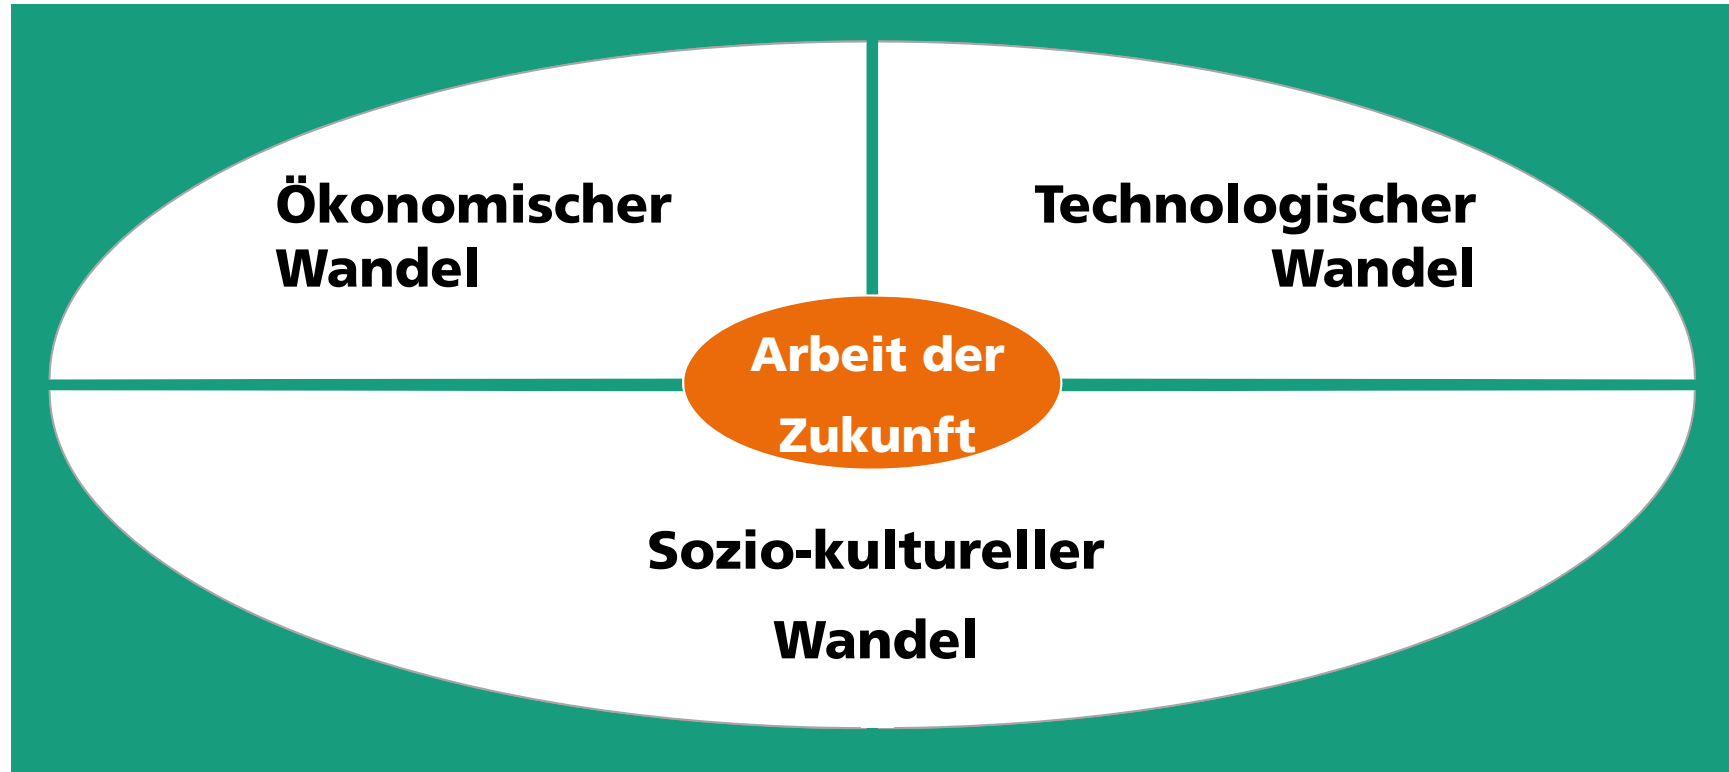 Ökonomischer
Wandel
Technologischer
Wandel
Arbeit der
Zukunft
Sozio-kultureller
Wandel